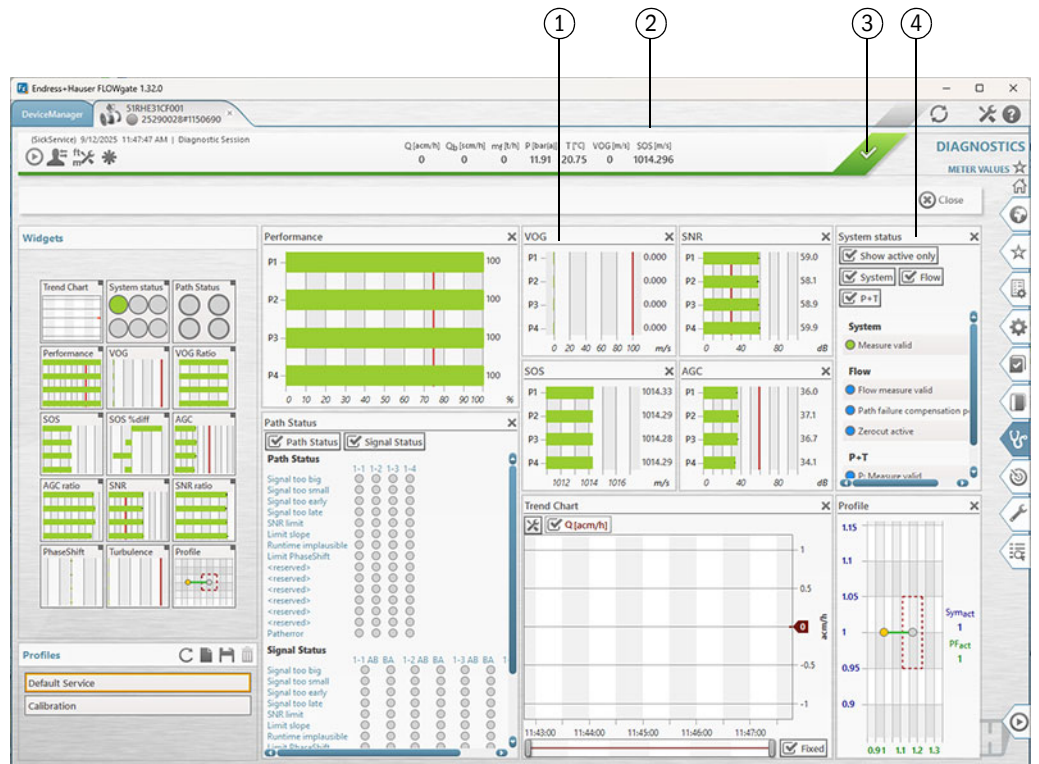 1 2 3 4
Endress+Hauser FLOWgate 1.32.0
DeviceManager
51RHE31CF001
25290028#1150690
(SickService) 9/12/2025 11:47:47 AM | Diagnostic Session
Q [acm/h] Qb [scm/h] mf [t/h] P [bar(a)] T [°C] VOG [m/s] SOS [m/s]
0 0 0 11.91 20.75 0 1014.296
DIAGNOSTICS
METER VALUES
Close
Widgets
Trend Chart System status Path Status
Performance VOG VOG Ratio
SOS SOS %diff AGC
AGC ratio SNR SNR ratio
PhaseShift Turbulence Profile
Profiles
Default Service
Calibration
Performance
P1 100
P2 100
P3 100
P4 100
0 10 20 30 40 50 60 70 80 90 100 %
Path Status
Path Status Signal Status
Path Status
1-1 1-2 1-3 1-4
Signal too big
Signal too small
Signal too early
Signal too late
SNR limit
Limit slope
Runtime implausible
Limit PhaseShift
<reserved>
<reserved>
<reserved>
<reserved>
<reserved>
<reserved>
Patherror
Signal Status
1-1 AB BA 1-2 AB BA 1-3 AB BA 1
Signal too big
Signal too small
Signal too early
Signal too late
SNR limit
Limit slope
Runtime implausible
Limit PhaseShift
VOG
P1 0.000
P2 0.000
P3 0.000
P4 0.000
0 20 40 60 80 100 m/s
SNR
P1 59.0
P2 58.1
P3 58.9
P4 59.9
0 40 80 dB
SOS
P1 1014.33
P2 1014.29
P3 1014.28
P4 1014.29
1012 1014 1016 m/s
AGC
P1 36.0
P2 37.1
P3 36.7
P4 34.1
0 40 80 dB
System status
Show active only
System Flow
P+T
System
Measure valid
Flow
Flow measure valid
Path failure compensation p
Zerocut active
P+T
P: Measure valid
Trend Chart
Q [acm/h]
1
0.5
0
-0.5
-1
acm/h
11:43:00 11:44:00 11:45:00 11:46:00 11:47:00
Fixed
Profile
1.15
1.1
1.05
1
0.95
0.9
Symact
1
PFact
1
0.9 1 1.1 1.2 1.3